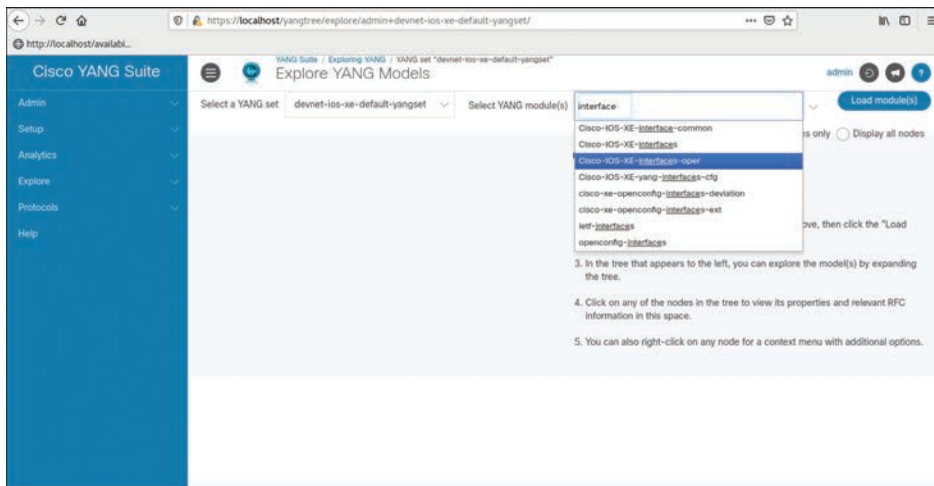 https://localhost/yangtree/explore/admin+devnet-ios-xe-default-yangset/
http://localhost/availabi...
Cisco YANG Suite
YANG Suite / Exploring YANG / YANG set "devnet-ios-xe-default-yangset"
Explore YANG Models
admin
Admin
Setup
Analytics
Explore
Protocols
Help
Select a YANG set
devnet-ios-xe-default-yangset
Select YANG module(s)
interface
Load module(s)
Cisco-IOS-XE-interface-common
Cisco-IOS-XE-interfaces
Cisco-IOS-XE-interfaces-oper
Cisco-IOS-XE-yang-interfaces-cfg
cisco-xe-openconfig-interfaces-deviation
cisco-xe-openconfig-interfaces-ext
ietf-interfaces
openconfig-interfaces
only Display all nodes
ove, then click the "Load
3. In the tree that appears to the left, you can explore the model(s) by expanding
the tree.
4. Click on any of the nodes in the tree to view its properties and relevant RFC
information in this space.
5. You can also right-click on any node for a context menu with additional options.